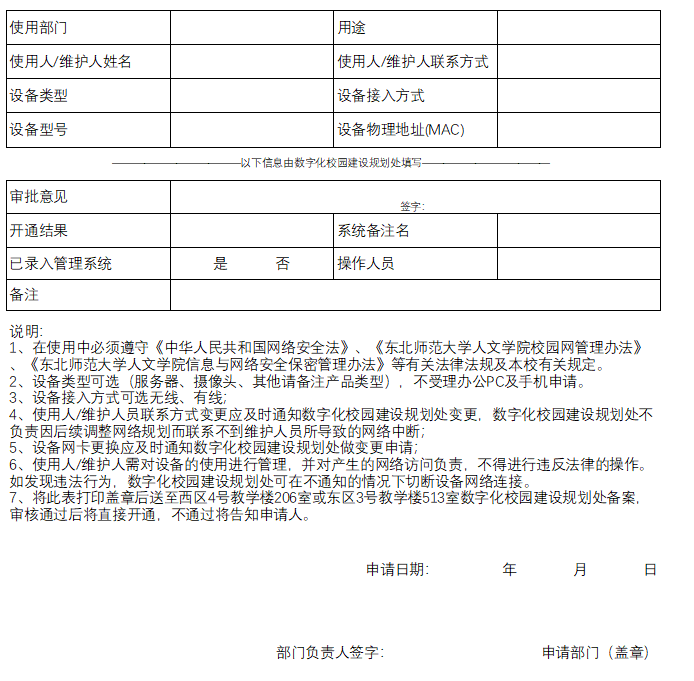 使用部门 用途
使用人/维护人姓名 使用人/维护人联系方式
设备类型 设备接入方式
设备型号 设备物理地址(MAC)
————————————以下信息由数字化校园建设规划处填写————————————
审批意见
签字：
开通结果 系统备注名
已录入管理系统 是 否 操作人员
备注
说明：
1、在使用中必须遵守《中华人民共和国网络安全法》、《东北师范大学人文学院校园网管理办法》
、《东北师范大学人文学院信息与网络安全保密管理办法》等有关法律法规及本校有关规定。
2、设备类型可选（服务器、摄像头、其他请备注产品类型），不受理办公PC及手机申请。
3、设备接入方式可选无线、有线；
4、使用人/维护人员联系方式变更应及时通知数字化校园建设规划处变更，数字化校园建设规划处不
负责因后续调整网络规划而联系不到维护人员所导致的网络中断；
5、设备网卡更换应及时通知数字化校园建设规划处做变更申请；
6、使用人/维护人需对设备的使用进行管理，并对产生的网络访问负责，不得进行违反法律的操作。
如发现违法行为，数字化校园建设规划处可在不通知的情况下切断设备网络连接。
7、将此表打印盖章后送至西区4号教学楼206室或东区3号教学楼513室数字化校园建设规划处备案，
审核通过后将直接开通，不通过将告知申请人。
申请日期： 年 月 日
部门负责人签字： 申请部门（盖章）